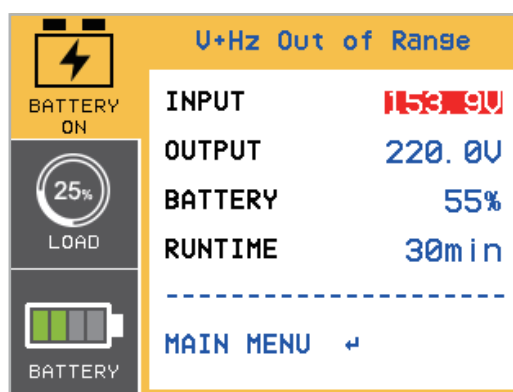 V+Hz Out of Range
BATTERY
ON
25%
LOAD
BATTERY
INPUT 153.9V
OUTPUT 220.0V
BATTERY 55%
RUNTIME 30min
MAIN MENU ↵